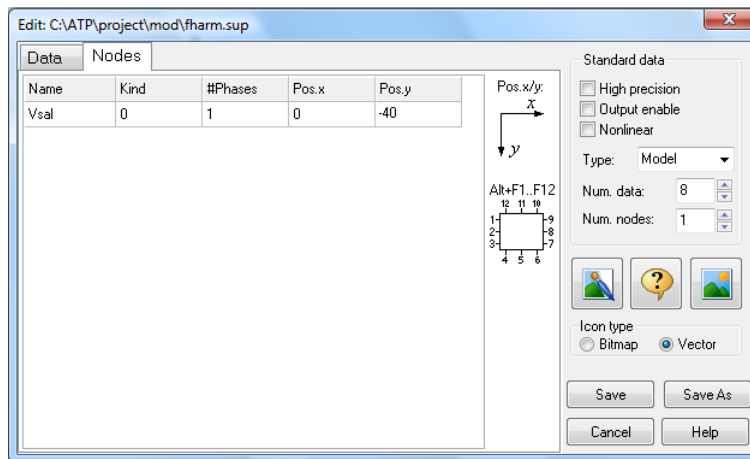 Edit: C:\ATP\project\mod\fharm.sup
x
Data Nodes
Name Kind #Phases Pos.x Pos.y
Vsal 0 1 0 -40
Pos.x/y:
x
y
Alt+F1..F12
12 11 10
1 9
2 8
3 7
4 5 6
Standard data
High precision
Output enable
Nonlinear
Type: Model
Num. data: 8
Num. nodes: 1
?
Icon type
Bitmap Vector
Save Save As
Cancel Help